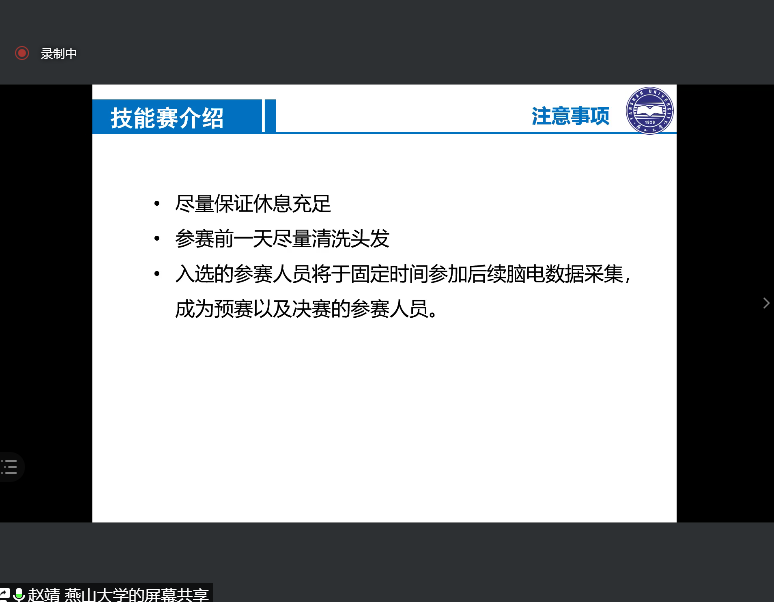 录制中
技能赛介绍
注意事项
• 尽量保证休息充足
• 参赛前一天尽量清洗头发
• 入选的参赛人员将于固定时间参加后续脑电数据采集，
成为预赛以及决赛的参赛人员。
赵靖 燕山大学的屏幕共享